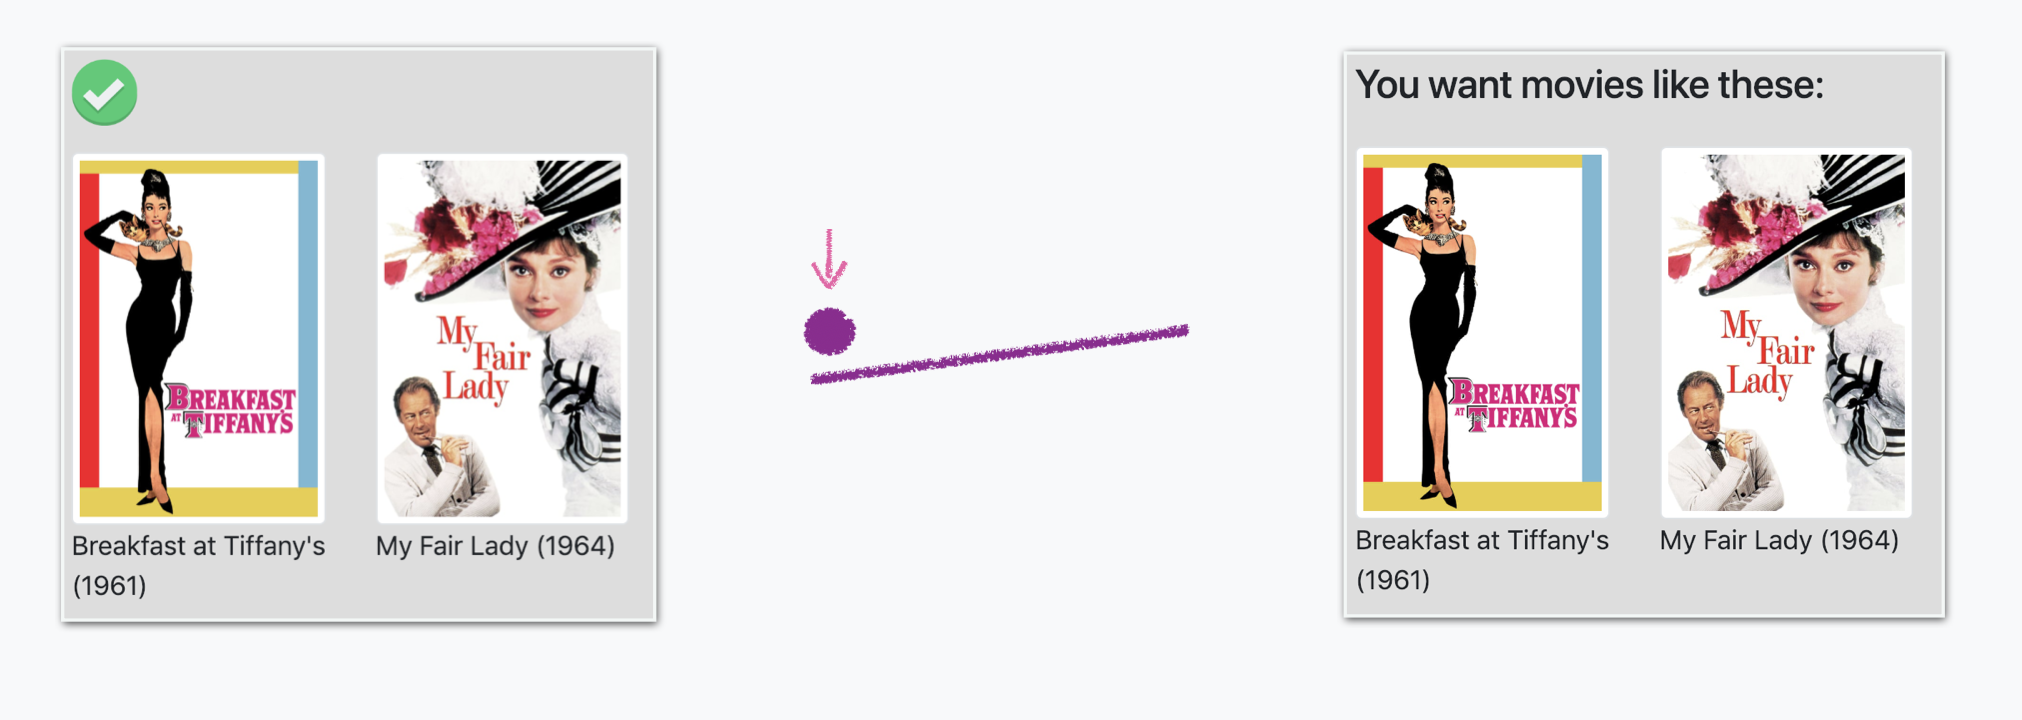 BREAKFAST
AT TIFFANY'S
My
Fair
Lady
Breakfast at Tiffany's
(1961)
My Fair Lady (1964)
You want movies like these:
BREAKFAST
AT TIFFANY'S
My
Fair
Lady
Breakfast at Tiffany's
(1961)
My Fair Lady (1964)